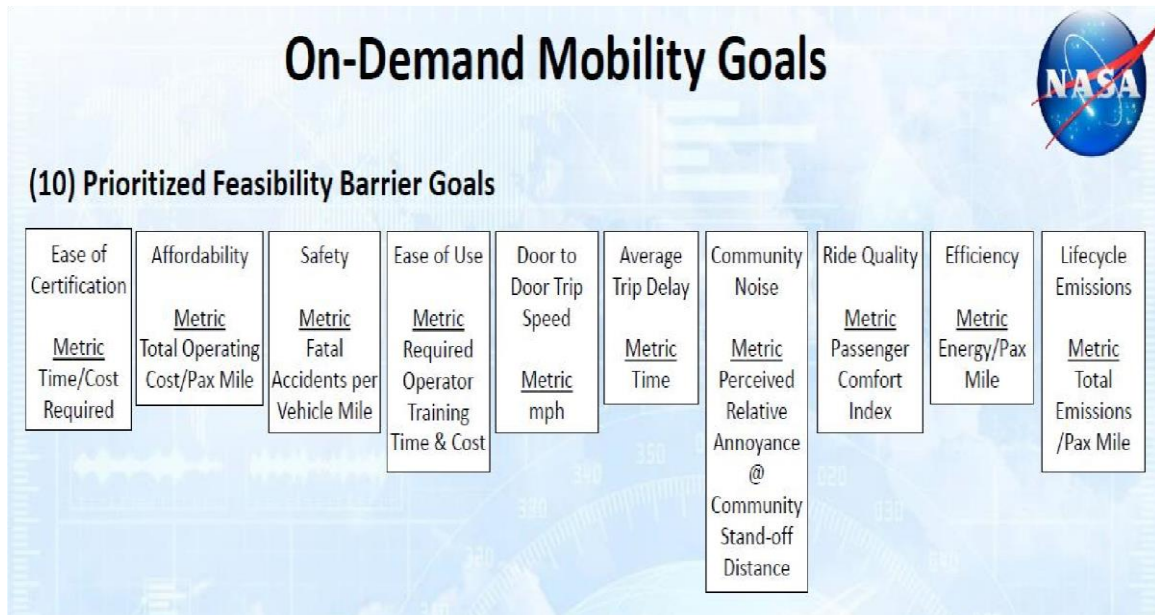 On-Demand Mobility Goals
NASA
(10) Prioritized Feasibility Barrier Goals
Ease of
Certification
Metric
Time/Cost
Required
Affordability
Metric
Total Operating
Cost/Pax Mile
Safety
Metric
Fatal
Accidents per
Vehicle Mile
Ease of Use
Metric
Required
Operator
Training
Time & Cost
Door to
Door Trip
Speed
Metric
mph
Average
Trip Delay
Metric
Time
Community
Noise
Metric
Perceived
Relative
Annoyance
@
Community
Stand-off
Distance
Ride Quality
Metric
Passenger
Comfort
Index
Efficiency
Metric
Energy/Pax
Mile
Lifecycle
Emissions
Metric
Total
Emissions
/Pax Mile
340
350
020
030